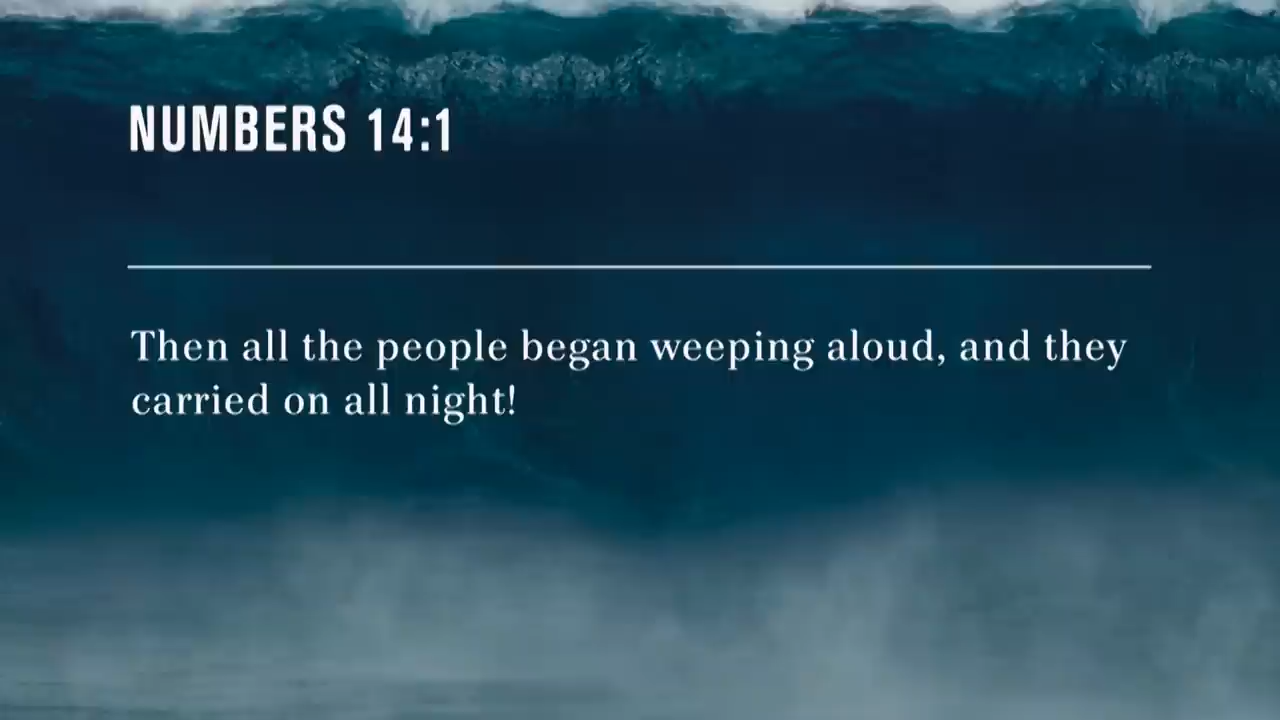 NUMBERS 14:1
Then all the people began weeping aloud, and they
carried on all night!